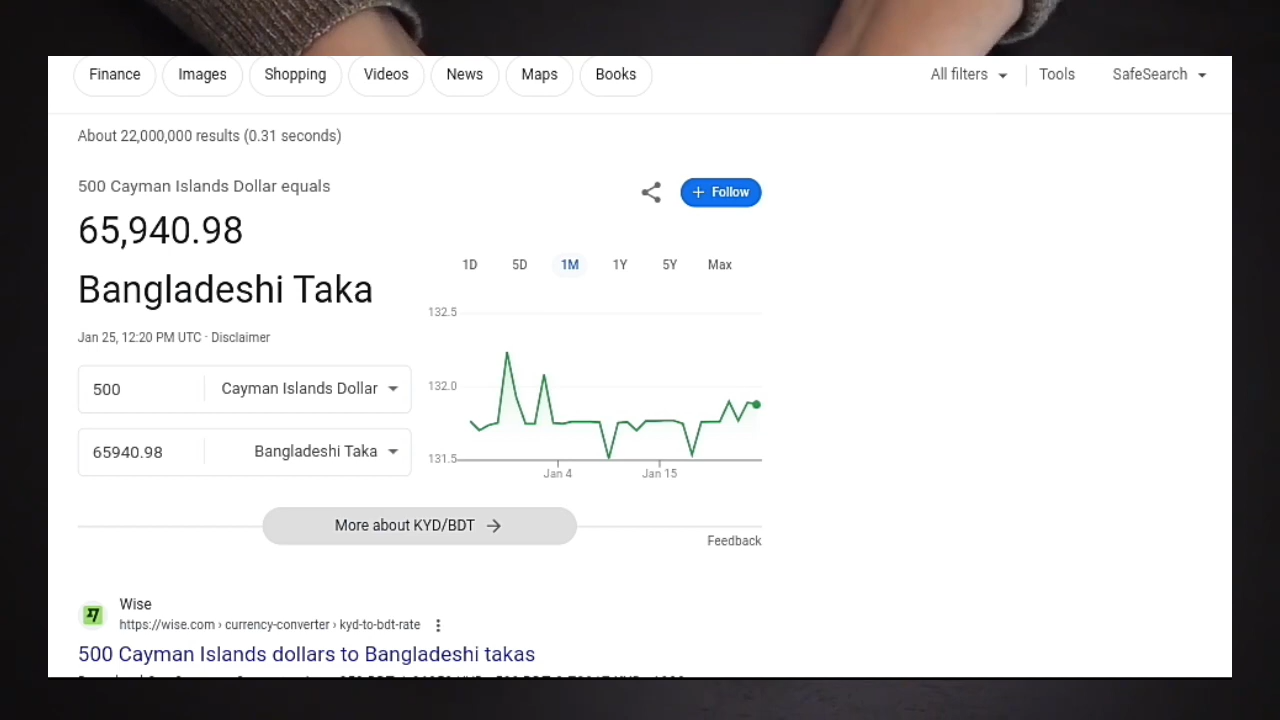 Finance Images Shopping Videos News Maps Books All filters Tools SafeSearch
About 22,000,000 results (0.31 seconds)
500 Cayman Islands Dollar equals
+ Follow
65,940.98
Bangladeshi Taka
1D 5D 1M 1Y 5Y Max
Jan 25, 12:20 PM UTC · Disclaimer
132.5
132.0
131.5
Jan 4 Jan 15
500 Cayman Islands Dollar
65940.98 Bangladeshi Taka
More about KYD/BDT →
Feedback
Wise
https://wise.com › currency-converter › kyd-to-bdt-rate
500 Cayman Islands dollars to Bangladeshi takas